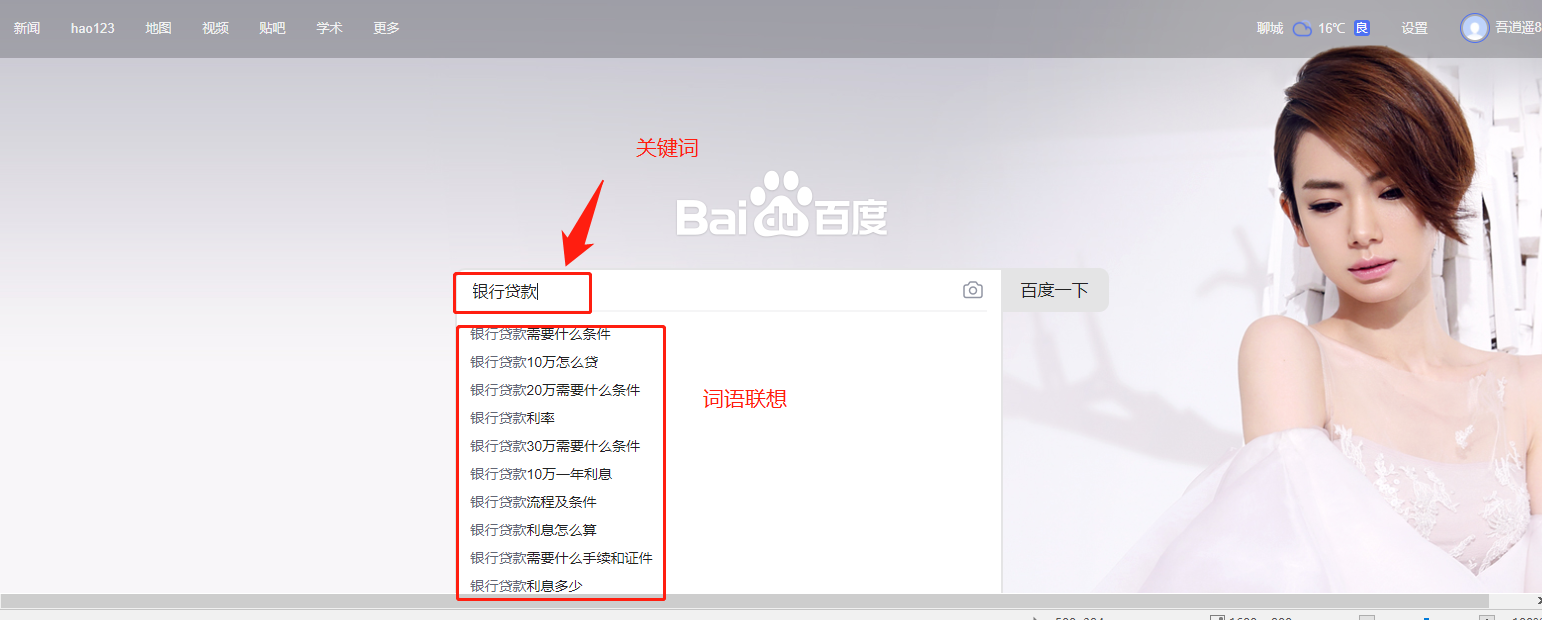 新闻 hao123 地图 视频 贴吧 学术 更多 聊城 16℃ 良 设置 吾逍遥8
关键词
Bai du 百度
银行贷款 百度一下
银行贷款需要什么条件
银行贷款10万怎么贷
银行贷款20万需要什么条件
词语联想
银行贷款利率
银行贷款30万需要什么条件
银行贷款10万一年利息
银行贷款流程及条件
银行贷款利息怎么算
银行贷款需要什么手续和证件
银行贷款利息多少